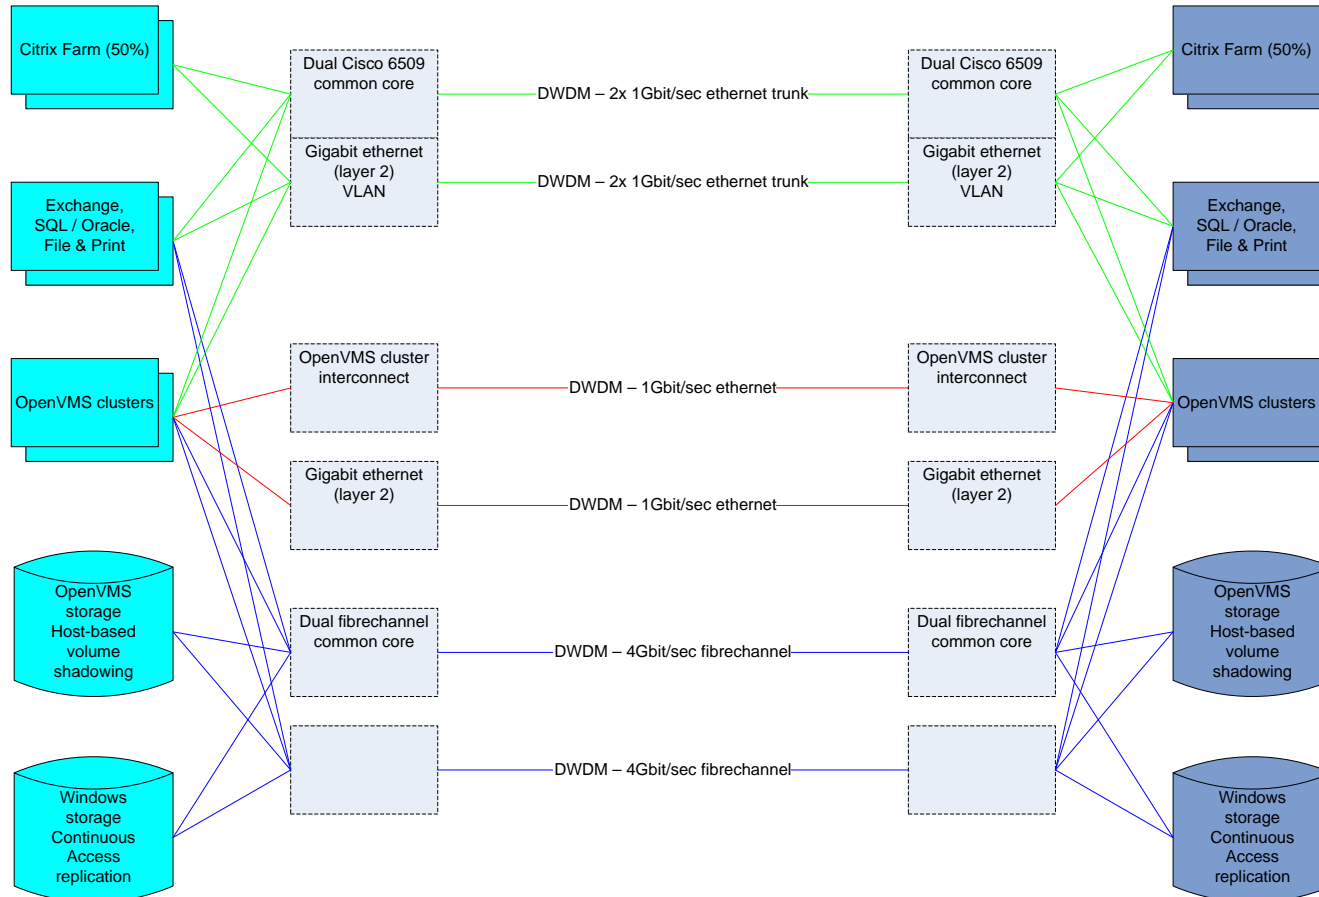 Citrix Farm (50%)
Dual Cisco 6509
common core
DWDM – 2x 1Gbit/sec ethernet trunk
Dual Cisco 6509
common core
Citrix Farm (50%)
Gigabit ethernet
(layer 2)
VLAN
DWDM – 2x 1Gbit/sec ethernet trunk
Gigabit ethernet
(layer 2)
VLAN
Exchange,
SQL / Oracle,
File & Print
Exchange,
SQL / Oracle,
File & Print
OpenVMS clusters
OpenVMS cluster
interconnect
DWDM – 1Gbit/sec ethernet
OpenVMS cluster
interconnect
OpenVMS clusters
Gigabit ethernet
(layer 2)
DWDM – 1Gbit/sec ethernet
Gigabit ethernet
(layer 2)
OpenVMS
storage
Host-based
volume
shadowing
Dual fibrechannel
common core
DWDM – 4Gbit/sec fibrechannel
Dual fibrechannel
common core
OpenVMS
storage
Host-based
volume
shadowing
DWDM – 4Gbit/sec fibrechannel
Windows
storage
Continuous
Access
replication
Windows
storage
Continuous
Access
replication